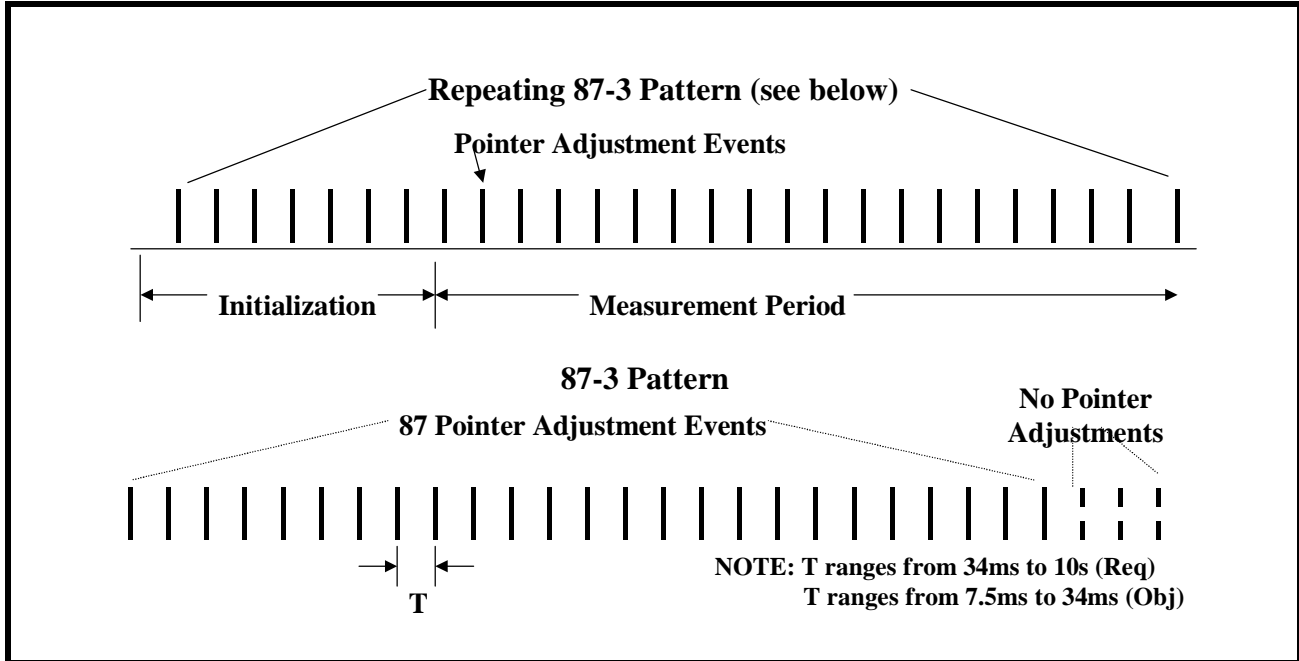 Repeating 87-3 Pattern (see below)
Pointer Adjustment Events
Initialization
Measurement Period
87-3 Pattern
87 Pointer Adjustment Events
No Pointer
Adjustments
T
NOTE: T ranges from 34ms to 10s (Req)
T ranges from 7.5ms to 34ms (Obj)